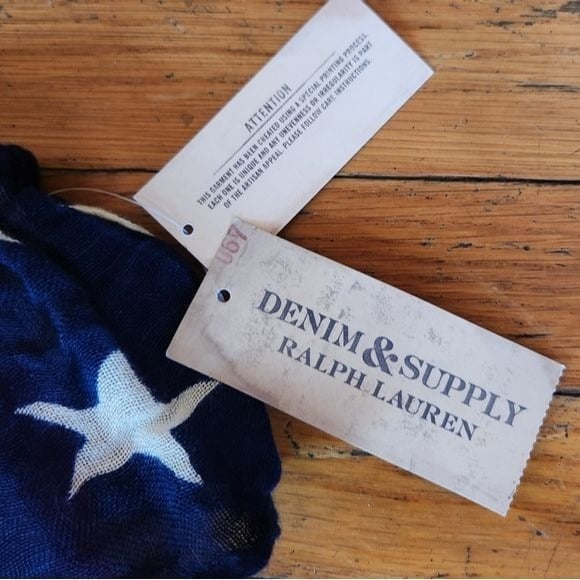 ATTENTION
THIS GARMENT HAS BEEN CREATED USING A SPECIAL PRINTING PROCESS.
EACH ONE IS UNIQUE AND ANY UNEVENNESS OR IRREGULARITY IS PART
OF THE ARTISAN APPEAL. PLEASE FOLLOW CARE INSTRUCTIONS.
DENIM & SUPPLY
RALPH LAUREN